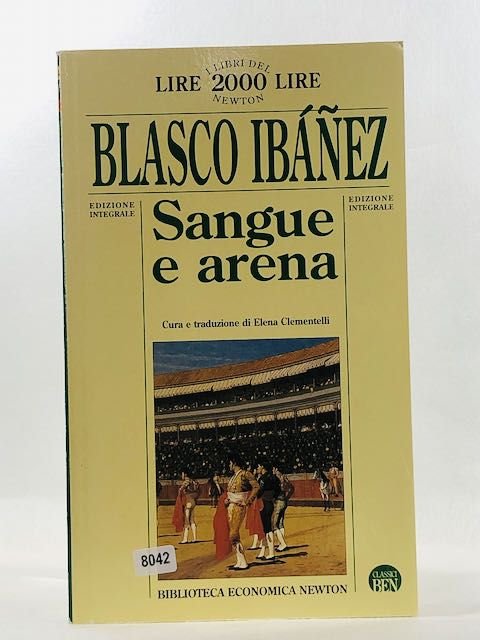 I LIBRI DEL
LIRE 2000 LIRE
NEWTON
BLASCO IBÁÑEZ
EDIZIONE
INTEGRALE
EDIZIONE
INTEGRALE
Sangue
e arena
Cura e traduzione di Elena Clementelli
8042
BIBLIOTECA ECONOMICA NEWTON
CLASSICI
BEN